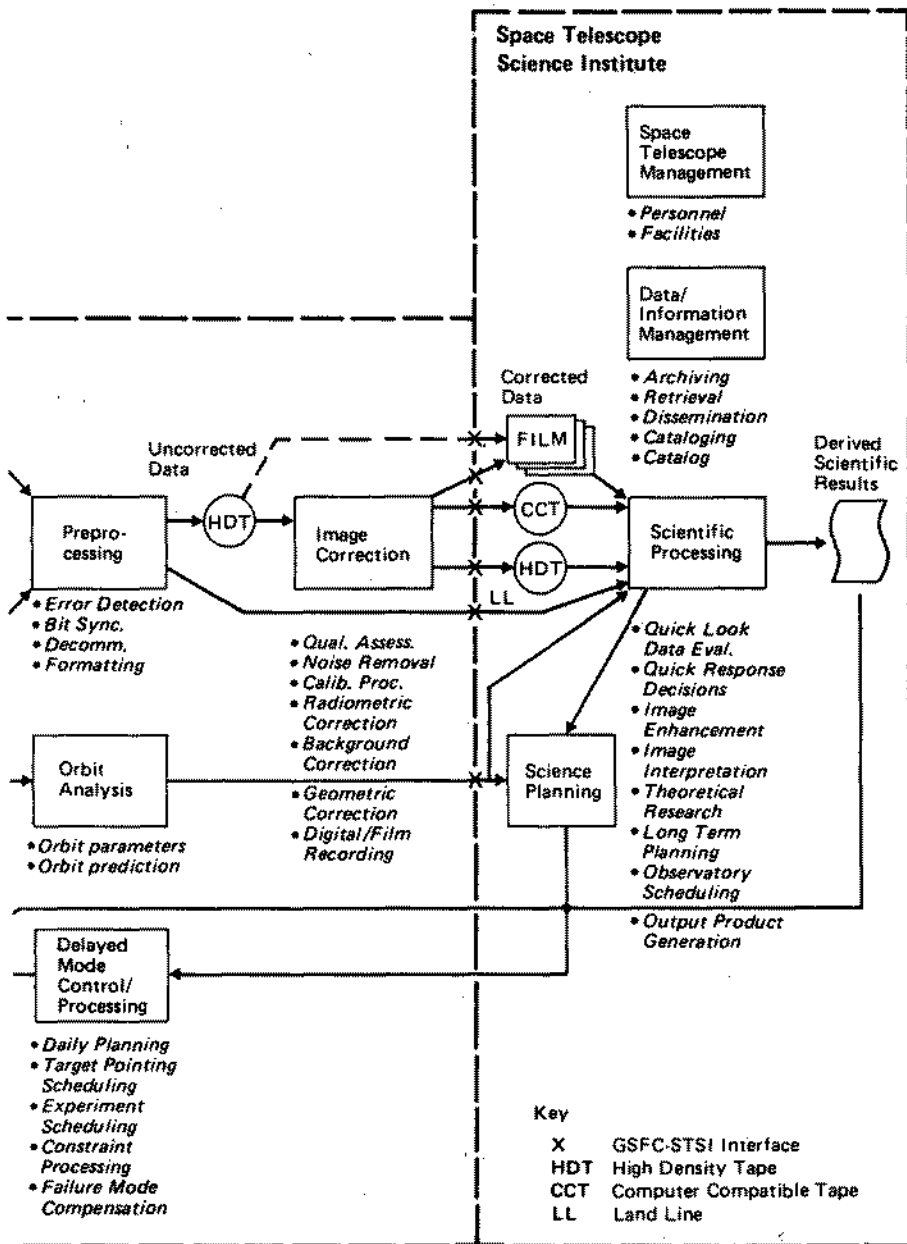 Space Telescope
Science Institute
Space
Telescope
Management
• Personnel
• Facilities
Data/
Information
Management
• Archiving
• Retrieval
• Dissemination
• Cataloging
• Catalog
Corrected
Data
FILM
Uncorrected
Data
HDT
Derived
Scientific
Results
Prepro-
cessing
• Error Detection
• Bit Sync.
• Decomm.
• Formatting
Image
Correction
• Qual. Assess.
• Noise Removal
• Calib. Proc.
• Radiometric
Correction
• Background
Correction
• Geometric
Correction
• Digital/Film
Recording
X
X
X
X
X
X
CCT
HDT
LL
Scientific
Processing
• Quick Look
Data Eval.
• Quick Response
Decisions
• Image
Enhancement
• Image
Interpretation
• Theoretical
Research
• Long Term
Planning
• Observatory
Scheduling
• Output Product
Generation
Orbit
Analysis
• Orbit parameters
• Orbit prediction
Science
Planning
Delayed
Mode
Control/
Processing
• Daily Planning
• Target Pointing
Scheduling
• Experiment
Scheduling
• Constraint
Processing
• Failure Mode
Compensation
Key
X GSFC-STSI Interface
HDT High Density Tape
CCT Computer Compatible Tape
LL Land Line